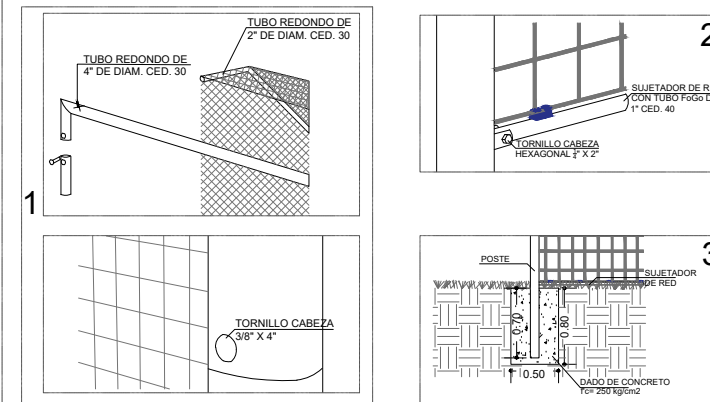 TUBO REDONDO DE
2" DE DIAM. CED. 30
TUBO REDONDO DE
4" DE DIAM. CED. 30
1
TORNILLO CABEZA
3/8" X 4"
2
SUJETADOR DE R
CON TUBO FoGo D
1" CED. 40
TORNILLO CABEZA
HEXAGONAL X 2"
3
POSTE
SUJETADOR
DE RED
0.70
0.80
0.50
DADO DE CONCRETO
f'c= 250 kg/cm2